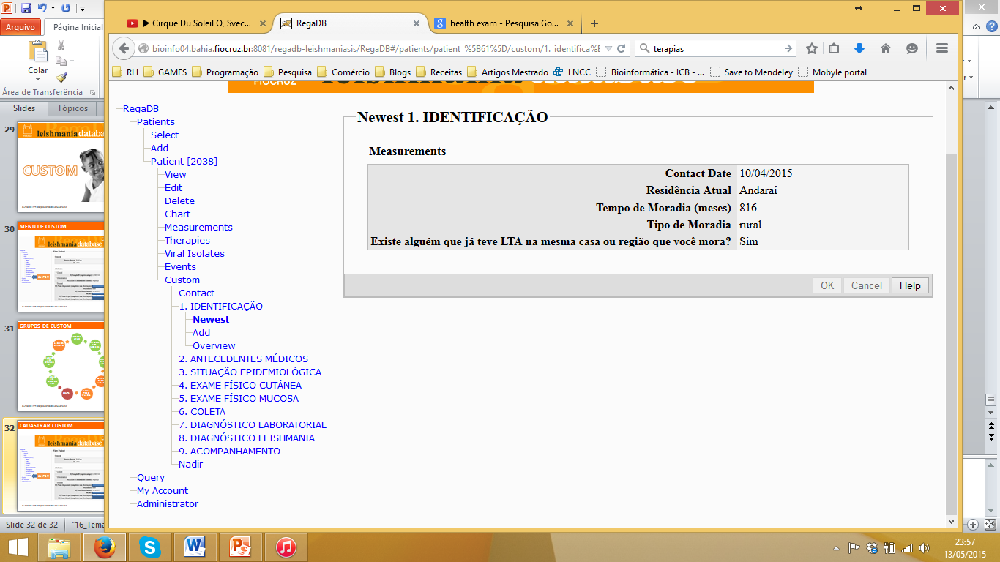 Cirque Du Soleil O, Svec...
RegaDB
health exam - Pesquisa Go...
Arquivo
Página Inicial
bioinfo04.bahia.fiocruz.br:8081/regadb-leishmaniasis/RegaDB#/patients/patient_%5B61%5D/custom/1._identifica%E
terapias
RH
GAMES
Programação
Pesquisa
Comércio
Blogs
Receitas
Artigos Mestrado
LNCC
Bioinformática - ICB - ...
Save to Mendeley
Mobyle portal
Colar
Área de Transferência
Slides
Tópicos
29
leishmania database
CUSTOM
30
MENU DE CUSTOM
31
GRUPOS DE CUSTOM
32
CADASTRAR CUSTOM
leishmania database
RegaDB
Patients
Select
Add
Patient [2038]
View
Edit
Delete
Chart
Measurements
Therapies
Viral Isolates
Events
Custom
Contact
1. IDENTIFICAÇÃO
Newest
Add
Overview
2. ANTECEDENTES MÉDICOS
3. SITUAÇÃO EPIDEMIOLÓGICA
4. EXAME FÍSICO CUTÂNEA
5. EXAME FÍSICO MUCOSA
6. COLETA
7. DIAGNÓSTICO LABORATORIAL
8. DIAGNÓSTICO LEISHMANIA
9. ACOMPANHAMENTO
Nadir
Query
My Account
Administrator
Newest 1. IDENTIFICAÇÃO
Measurements
Contact Date 10/04/2015
Residência Atual Andaraí
Tempo de Moradia (meses) 816
Tipo de Moradia rural
Existe alguém que já teve LTA na mesma casa ou região que você mora? Sim
OK Cancel Help
Slide 32 de 32
"16_Tema
23:57
13/05/2015